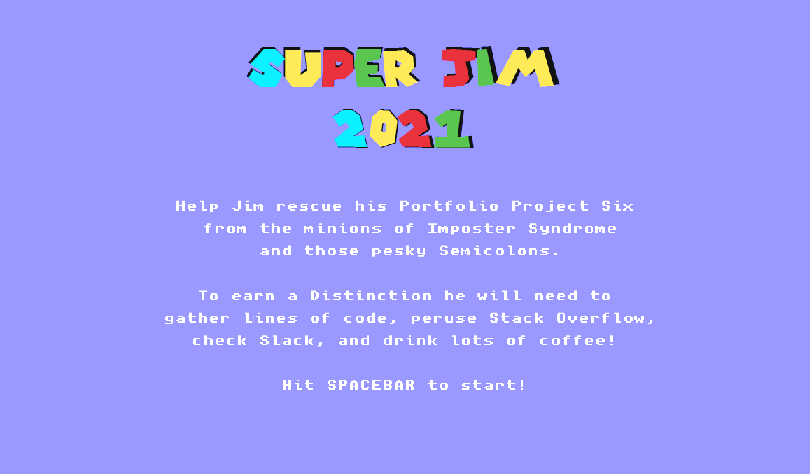 SUPER JIM
2021
Help Jim rescue his Portfolio Project Six
from the minions of Imposter Syndrome
and those pesky Semicolons.
To earn a Distinction he will need to
gather lines of code, peruse Stack Overflow,
check Slack, and drink lots of coffee!
Hit SPACEBAR to start!